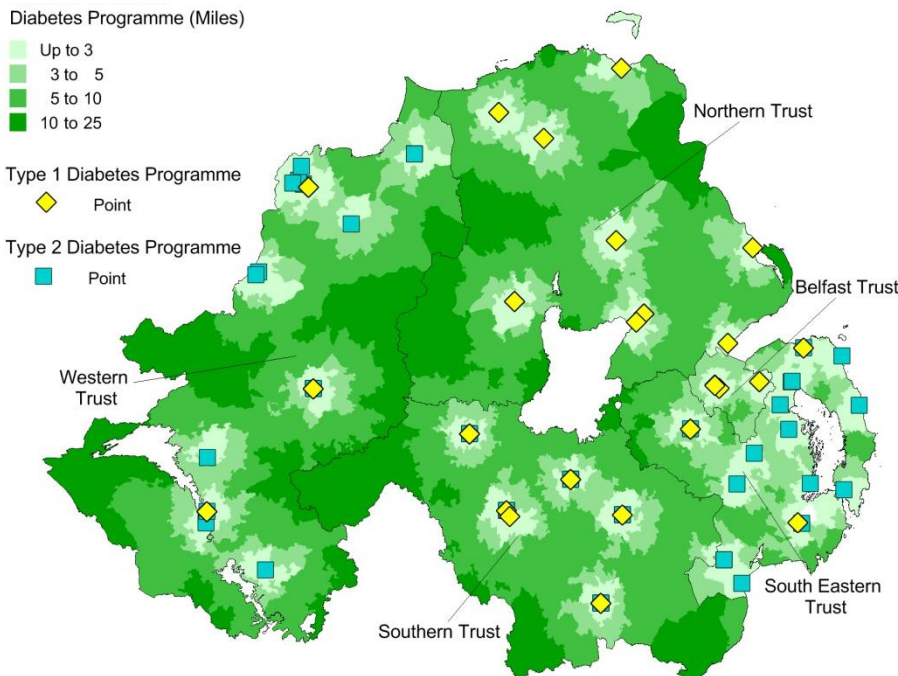 Diabetes Programme (Miles)
Up to 3
3 to 5
5 to 10
10 to 25
Type 1 Diabetes Programme
Point
Type 2 Diabetes Programme
Point
Northern Trust
Belfast Trust
Western
Trust
South Eastern
Trust
Southern Trust